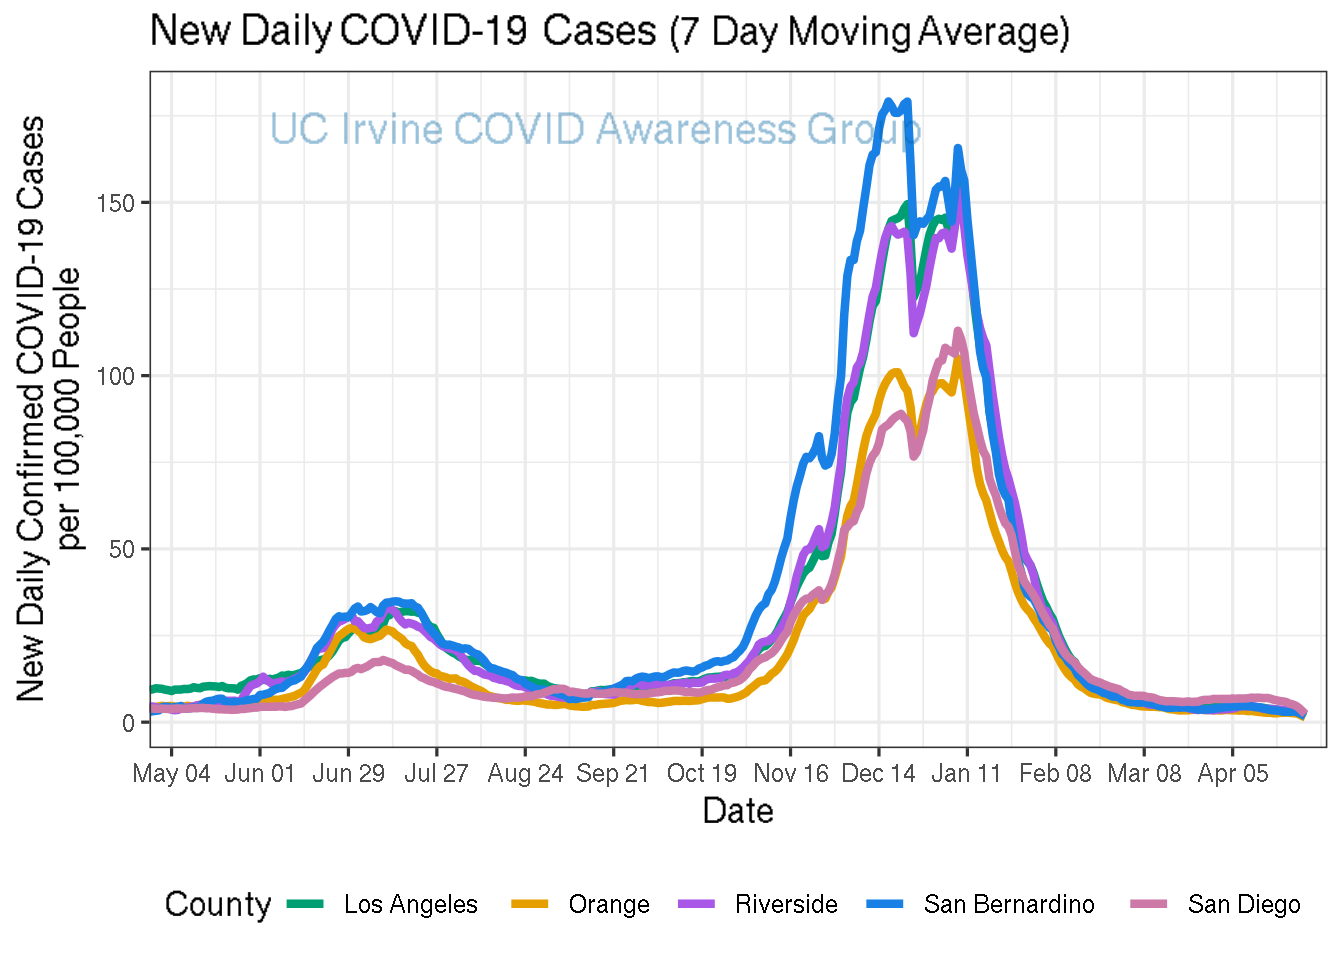 New Daily COVID-19 Cases (7 Day Moving Average)
UC Irvine COVID Awareness Group
New Daily Confirmed COVID-19 Cases
per 100,000 People
150
100
50
0
May 04 Jun 01 Jun 29 Jul 27 Aug 24 Sep 21 Oct 19 Nov 16 Dec 14 Jan 11 Feb 08 Mar 08 Apr 05
Date
County Los Angeles Orange Riverside San Bernardino San Diego